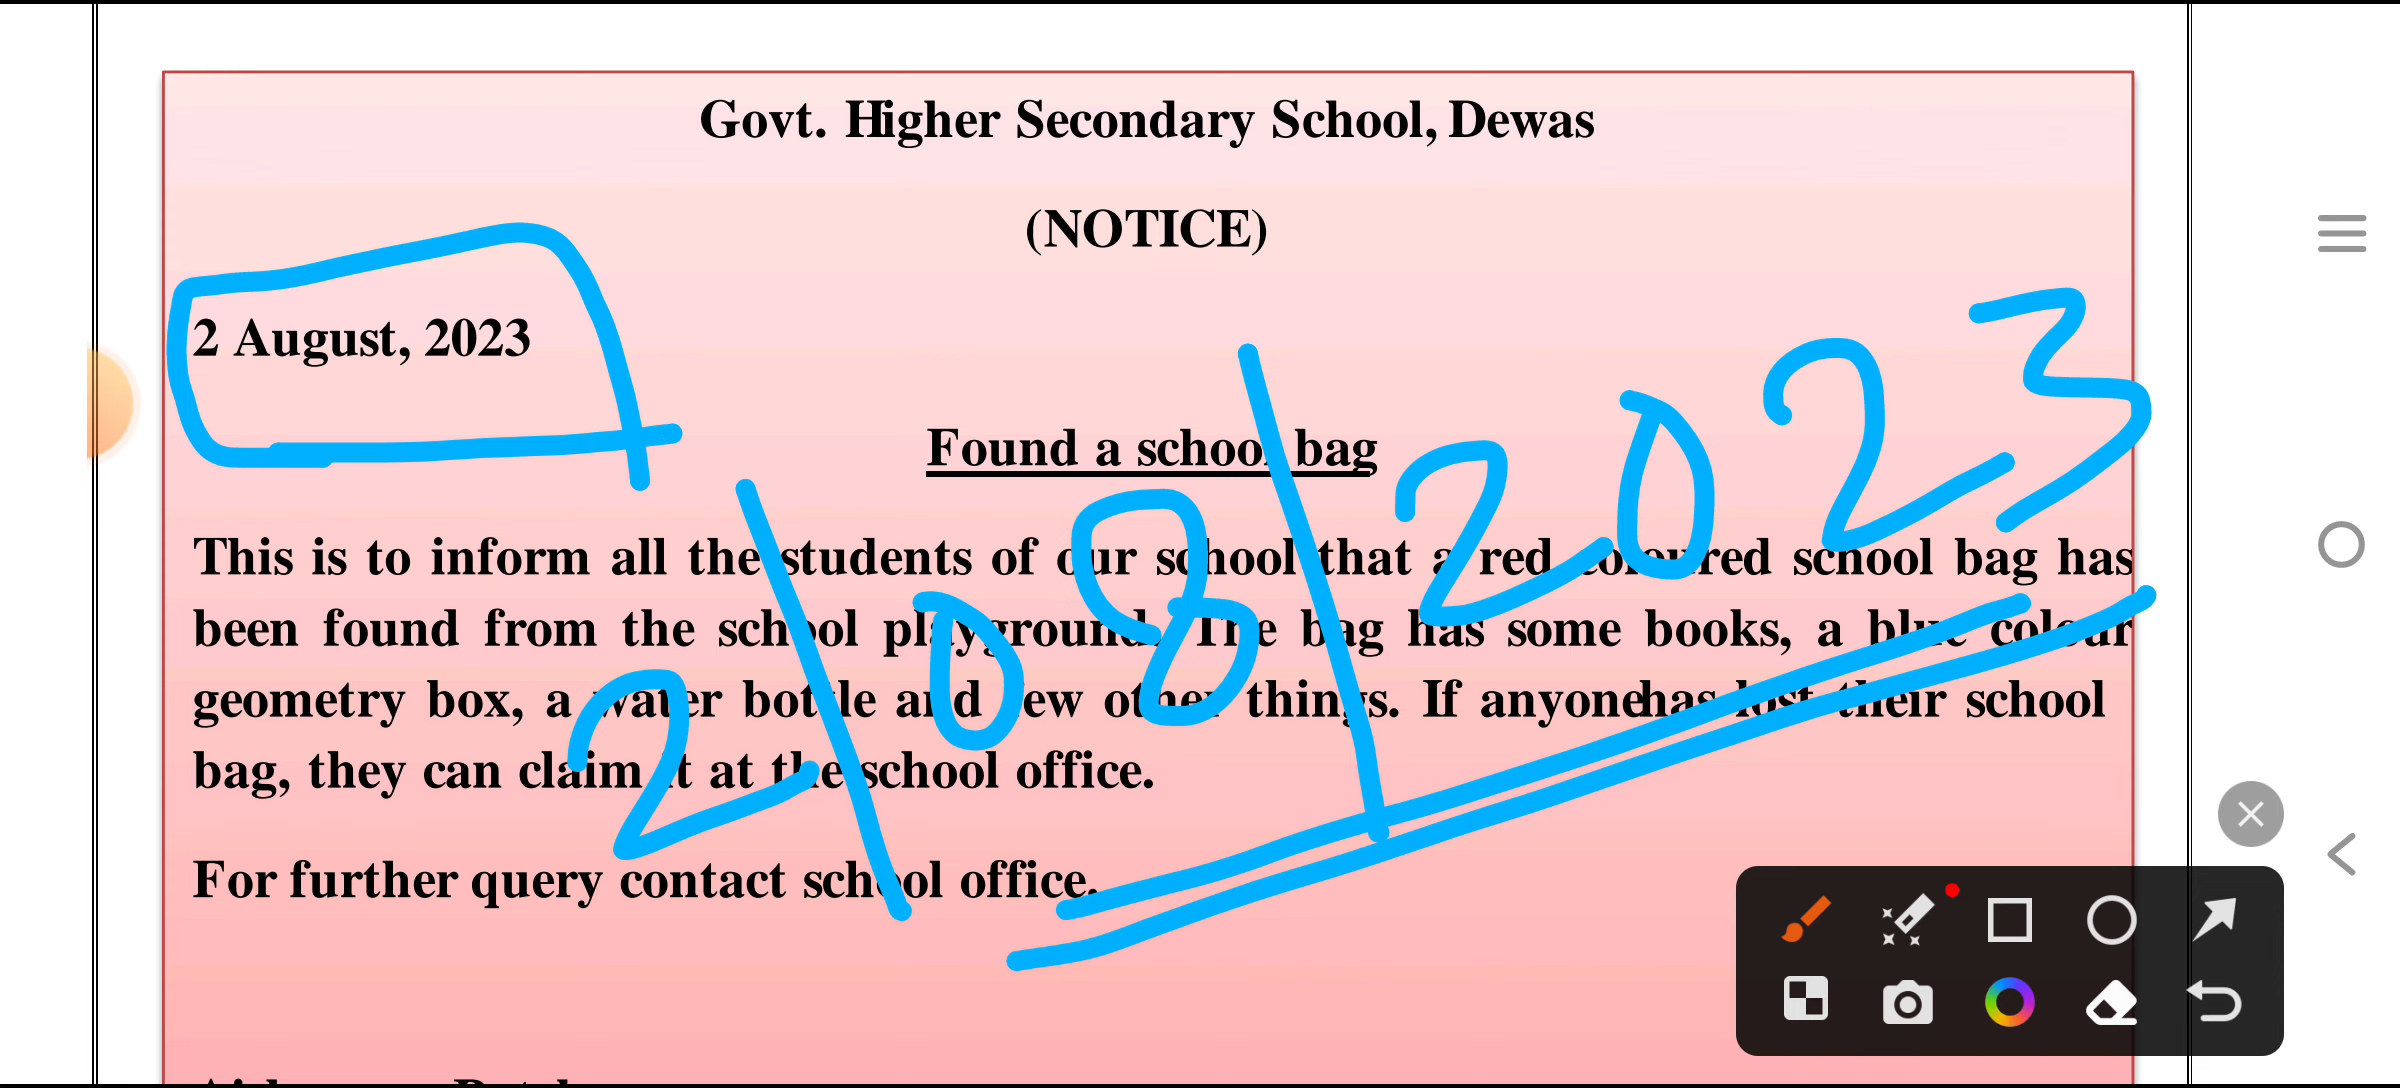 Govt. Higher Secondary School, Dewas
(NOTICE)
2 August, 2023
Found a school bag
This is to inform all the students of our school that a red coloured school bag has
been found from the school playground. The bag has some books, a blue colour
geometry box, a water bottle and few other things. If anyone has lost their school
bag, they can claim it at the school office.
For further query contact school office.
2/08/2023